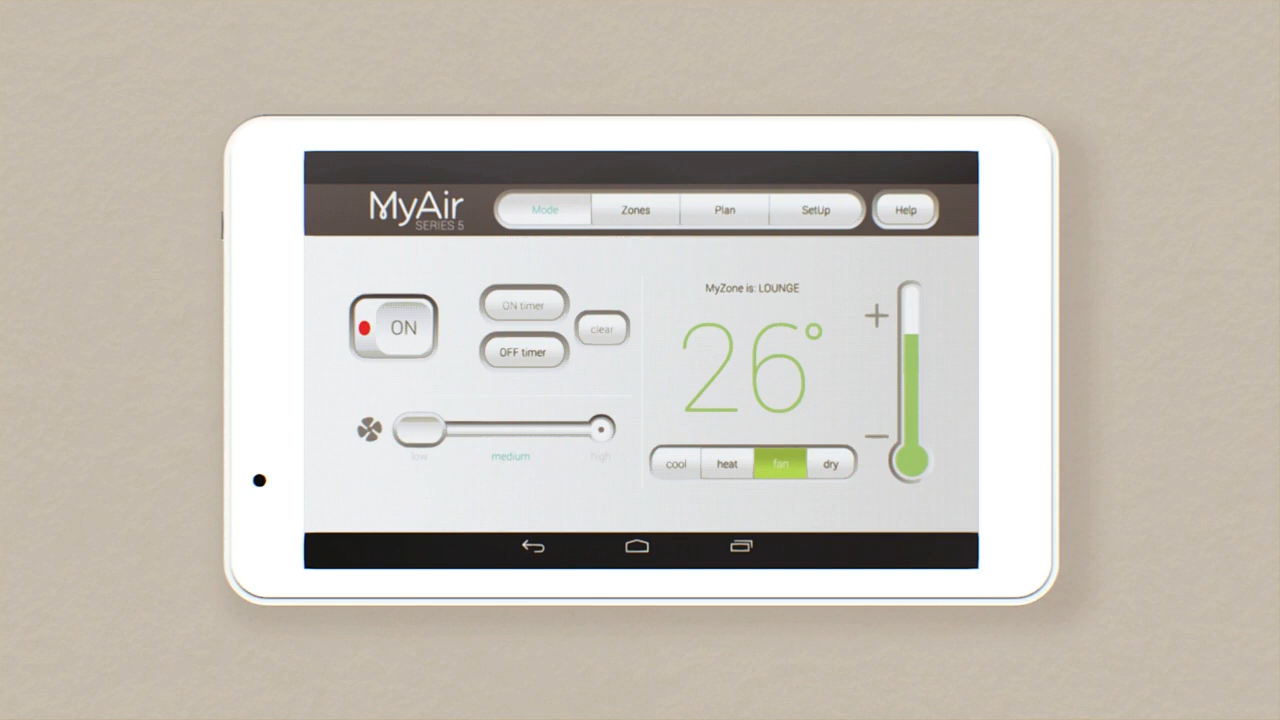 MyAir
SERIES 5
Mode Zones Plan SetUp Help
ON
ON timer
OFF timer
clear
low medium high
MyZone is: LOUNGE
26°
+
−
cool heat fan dry